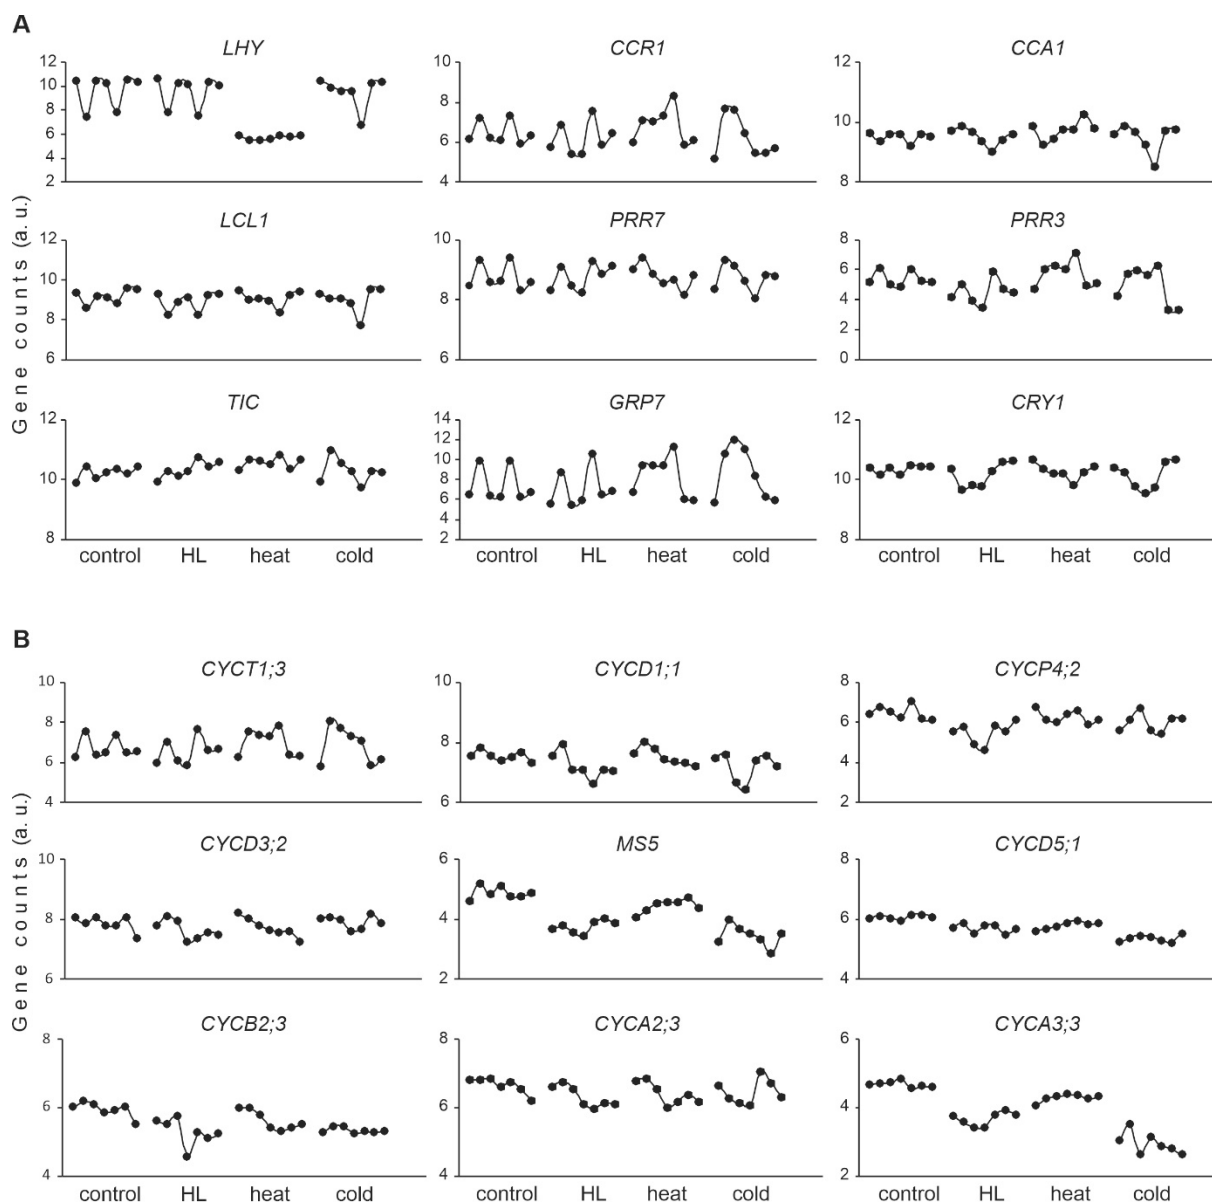 A
LHY
CCR1
CCA1
12
10
8
6
4
2
10
8
6
4
12
10
8
LCL1
PRR7
PRR3
12
10
8
6
10
8
6
8
6
4
2
0
TIC
GRP7
CRY1
12
10
8
14
12
10
8
6
4
2
12
10
8
Gene counts (a. u.)
control HL heat cold
control HL heat cold
control HL heat cold
B
CYCT1;3
CYCD1;1
CYCP4;2
10
8
6
4
10
8
6
8
6
4
2
CYCD3;2
MS5
CYCD5;1
10
8
6
6
4
2
8
6
4
CYCB2;3
CYCA2;3
CYCA3;3
8
6
4
8
6
4
6
4
2
Gene counts (a. u.)
control HL heat cold
control HL heat cold
control HL heat cold